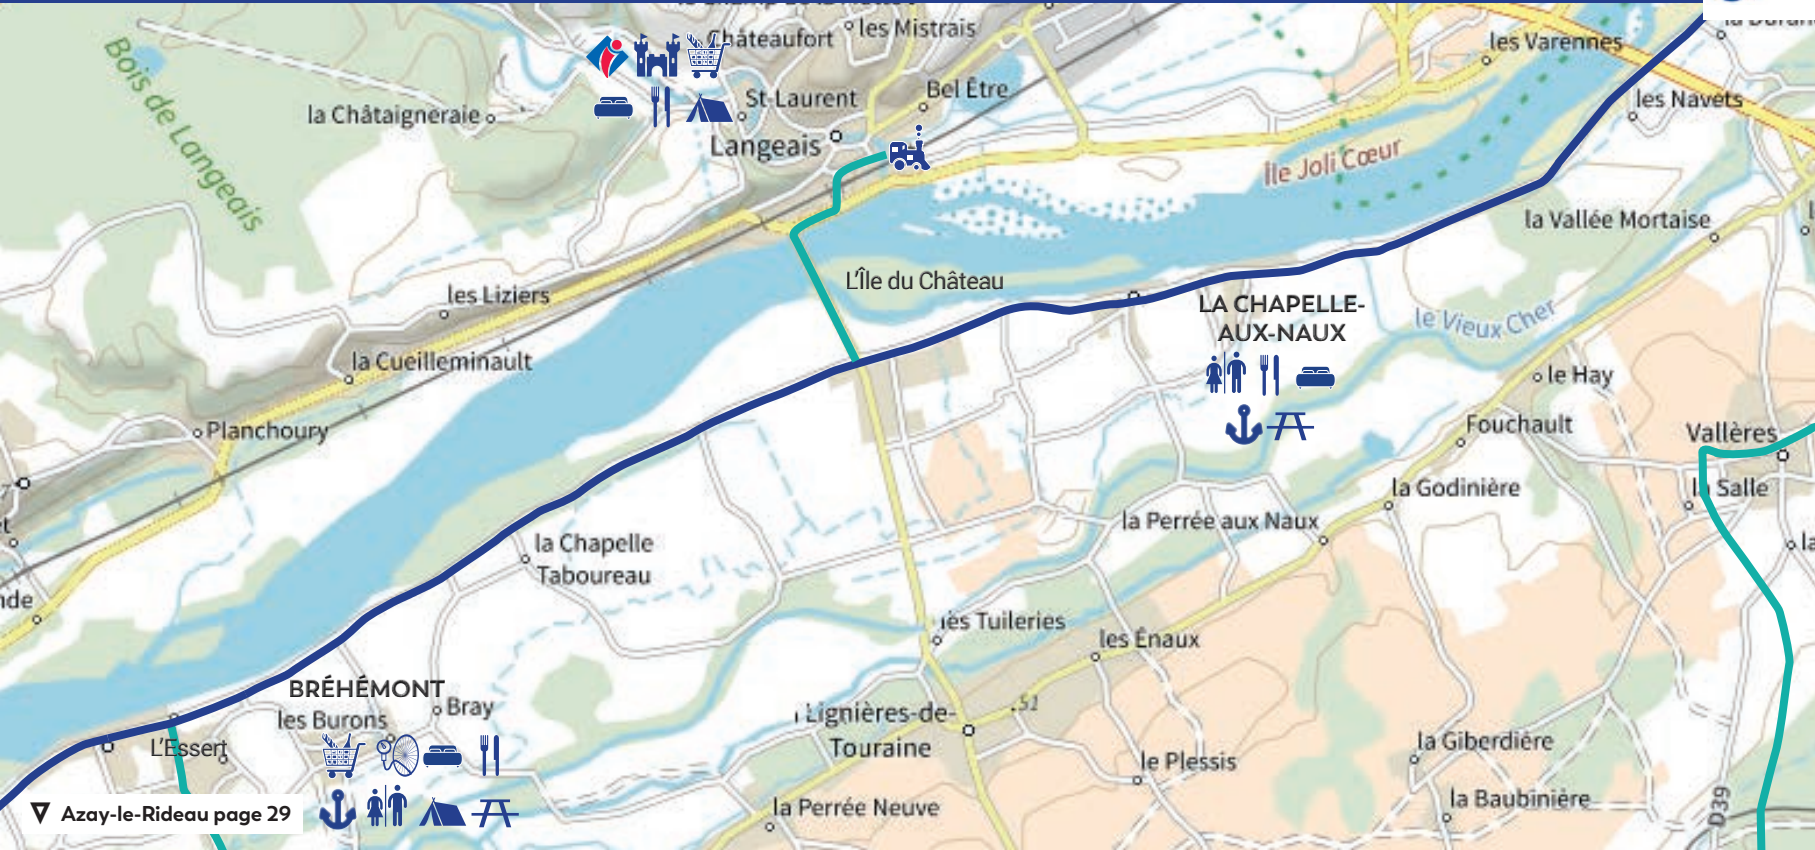 Châteaufort
les Mistrais
la Duran
les Varennes
Bois de Langeais
la Châtaigneraie
St-Laurent
Bel Être
les Navets
Langeais
Île Joli Cœur
la Vallée Mortaise
L'Île du Château
les Liziers
LA CHAPELLE-
AUX-NAUX
le Vieux Cher
la Cueilleminault
le Hay
Planchoury
Fouchault
Vallères
la Godinière
la Salle
la Perrée aux Naux
la Chapelle
Taboureau
les Tuileries
les Énaux
BRÉHÉMONT
Bray
les Burons
51
Lignières-de-
Touraine
L'Essert
la Giberdière
le Plessis
la Baubinière
la Perrée Neuve
D39
Azay-le-Rideau page 29